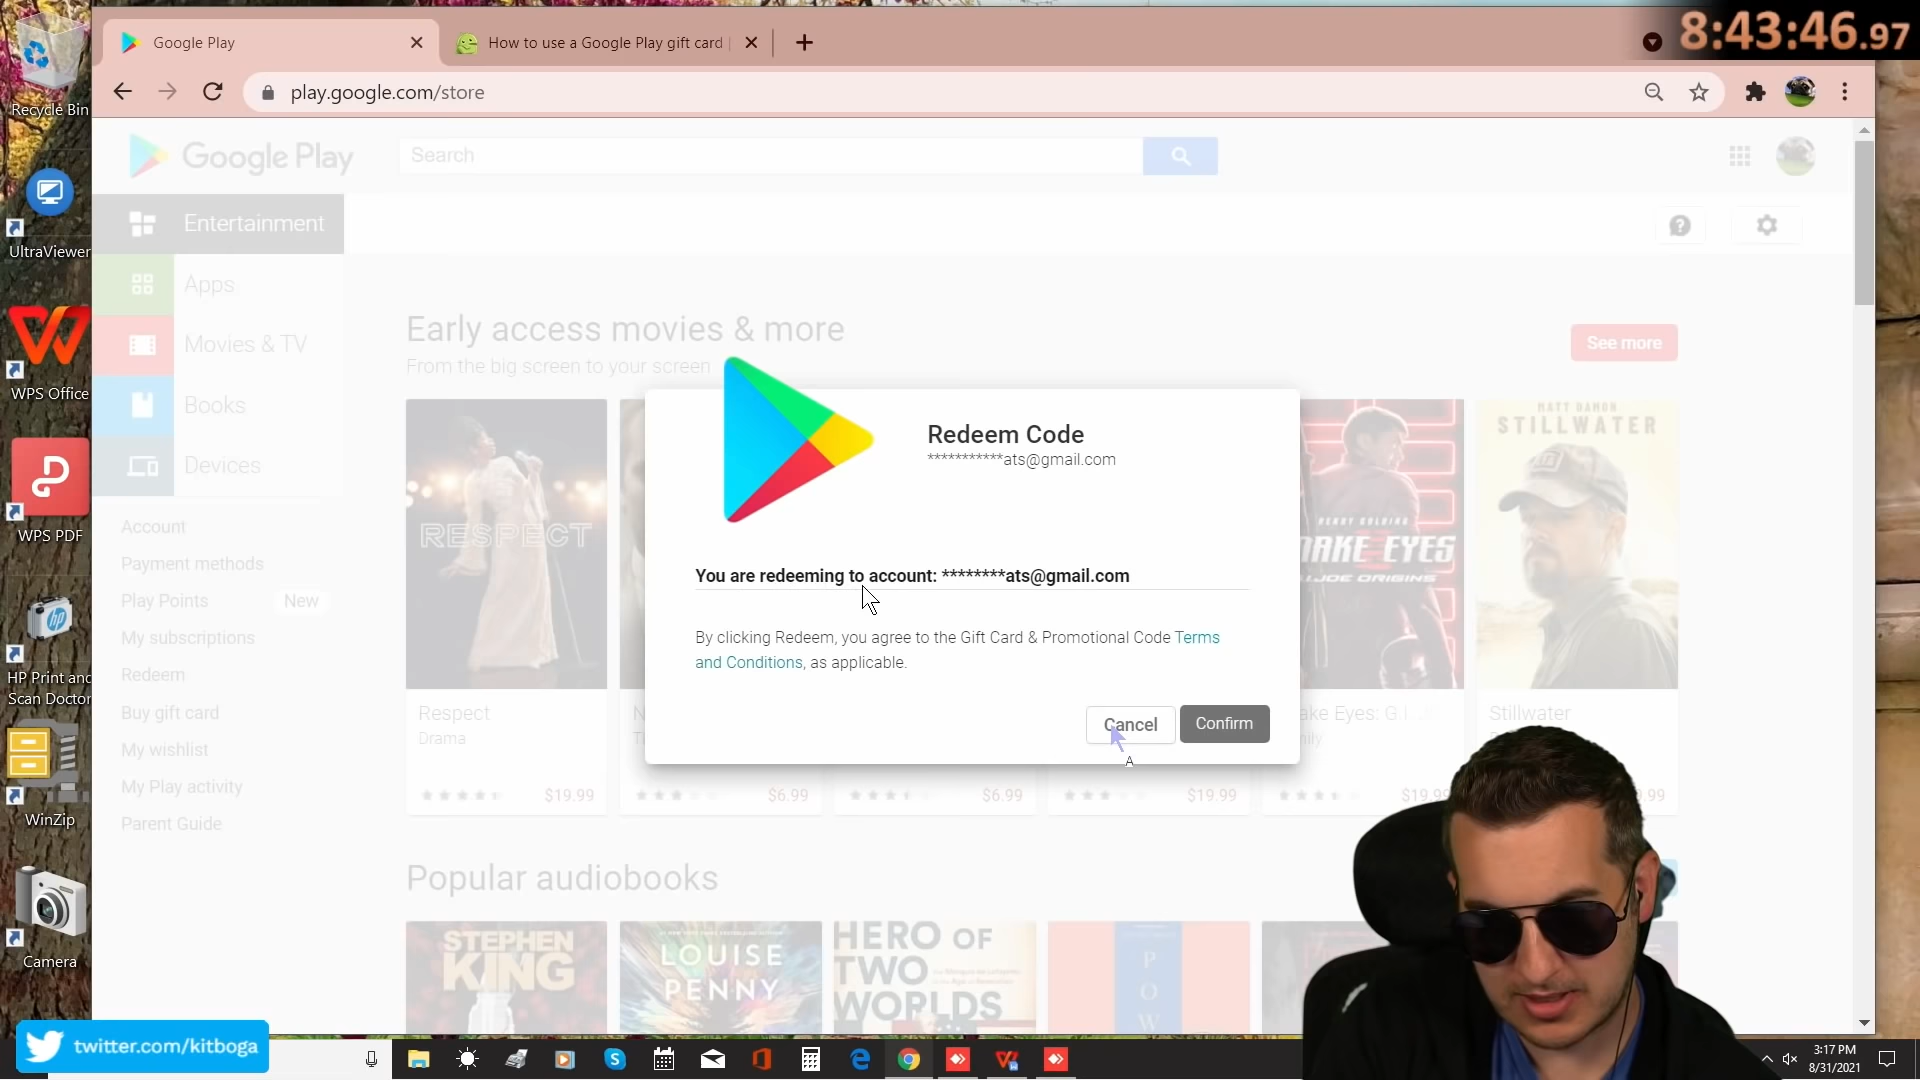 8:43:46.97
Google Play
How to use a Google Play gift card
play.google.com/store
Recycle Bin
UltraViewer
WPS Office
WPS PDF
HP Print and
Scan Doctor
WinZip
Camera
Google Play
Search
Entertainment
Apps
Movies & TV
Books
Devices
Account
Payment methods
Play Points New
My subscriptions
Redeem
Buy gift card
My wishlist
My Play activity
Parent Guide
Early access movies & more
From the big screen to your screen
See more
Redeem Code
***********ats@gmail.com
You are redeeming to account: ********ats@gmail.com
By clicking Redeem, you agree to the Gift Card & Promotional Code Terms
and Conditions, as applicable.
Cancel
Confirm
A
RESPECT
MATT DAMON
STILLWATER
Respect
Drama
$19.99
$6.99
$6.99
$19.99
Stillwater
Popular audiobooks
STEPHEN
KING
LOUISE
PENNY
HERO OF
TWO
WORLDS
twitter.com/kitboga
3:17 PM
8/31/2021